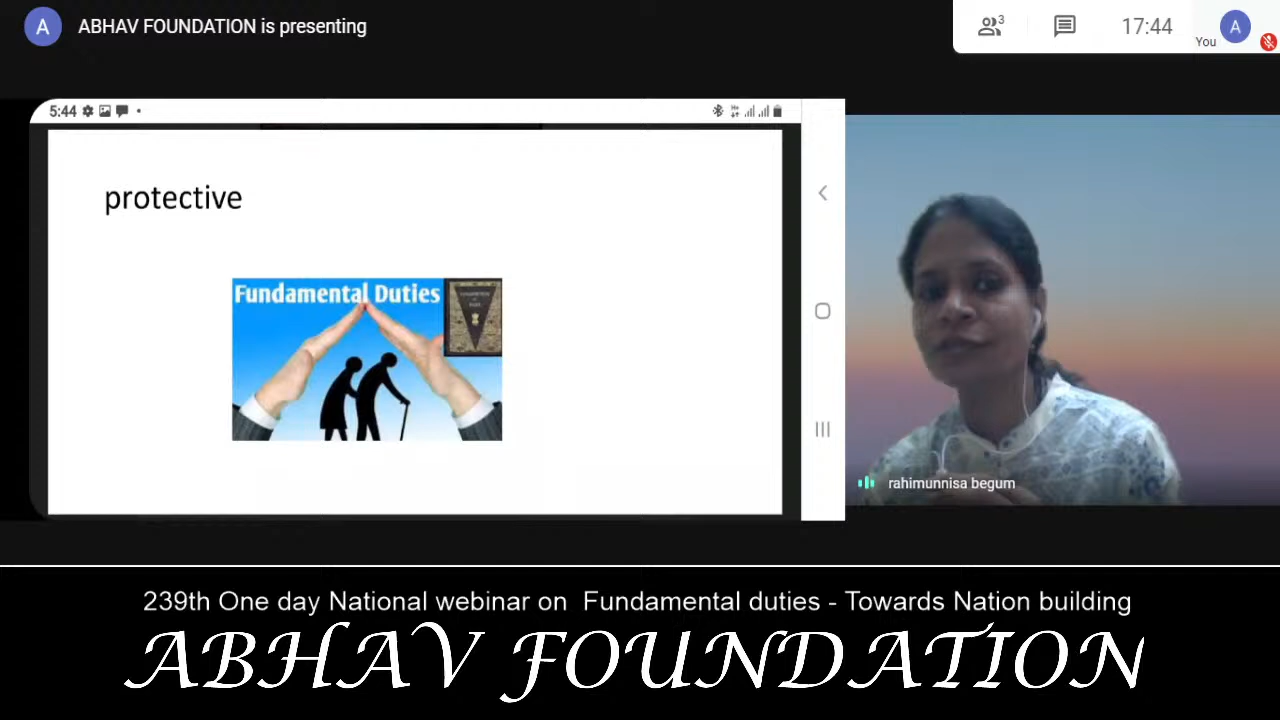 A
ABHAV FOUNDATION is presenting
3
17:44
You
A
5:44
protective
Fundamental Duties
rahimunnisa begum
239th One day National webinar on Fundamental duties - Towards Nation building
ABHAV FOUNDATION